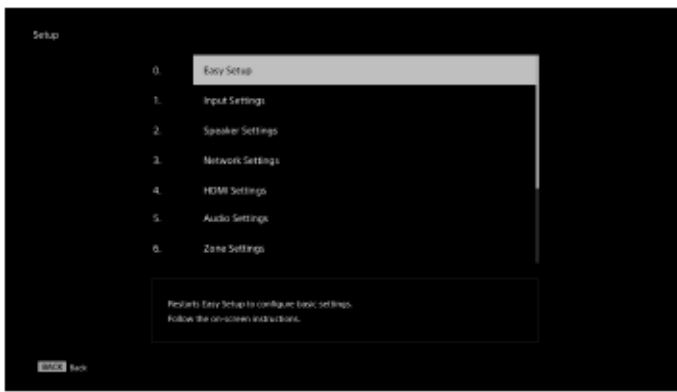 Setup
0. Easy Setup
1. Input Settings
2. Speaker Settings
3. Network Settings
4. HDMI Settings
5. Audio Settings
6. Zone Settings
Restarts Easy Setup to configure basic settings.
Follow the on-screen instructions.
BACK Back